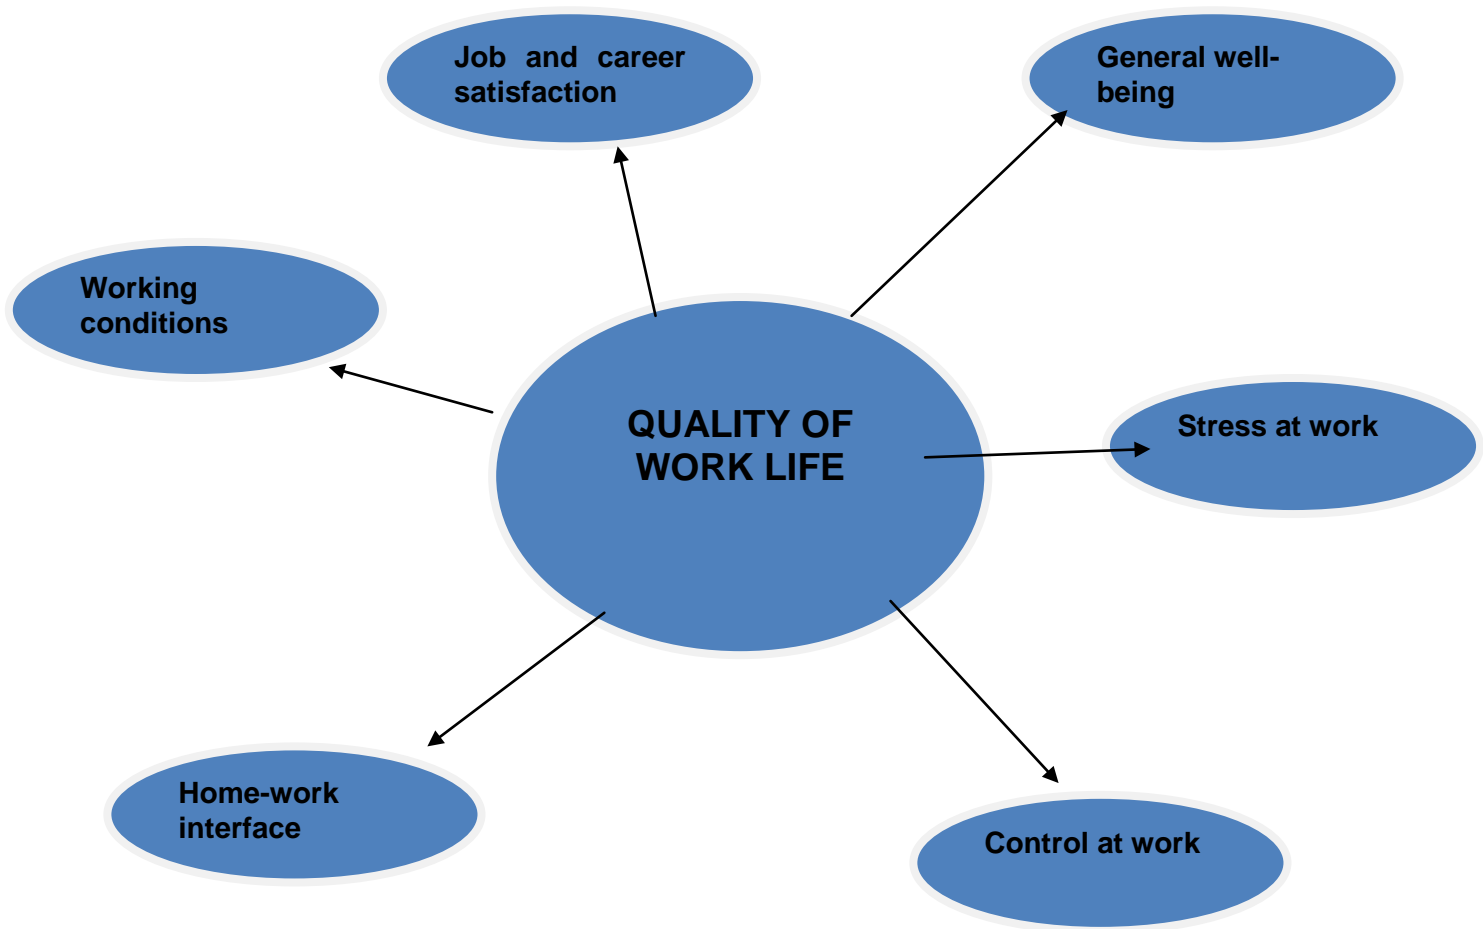 Job and career
satisfaction
General well-
being
Working
conditions
QUALITY OF
WORK LIFE
Stress at work
Home-work
interface
Control at work